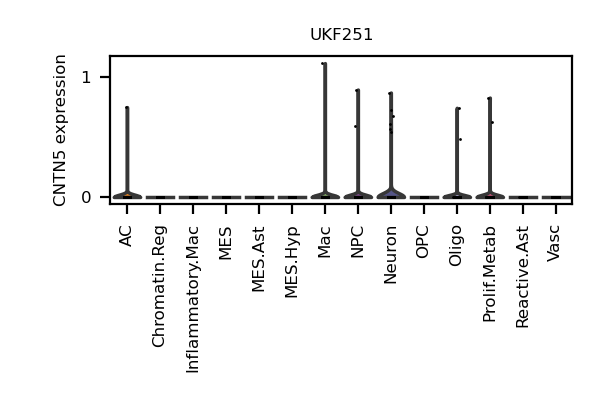 UKF251
CNTN5 expression
1
0
AC
Chromatin.Reg
Inflammatory.Mac
MES
MES.Ast
MES.Hyp
Mac
NPC
Neuron
OPC
Oligo
Prolif.Metab
Reactive.Ast
Vasc